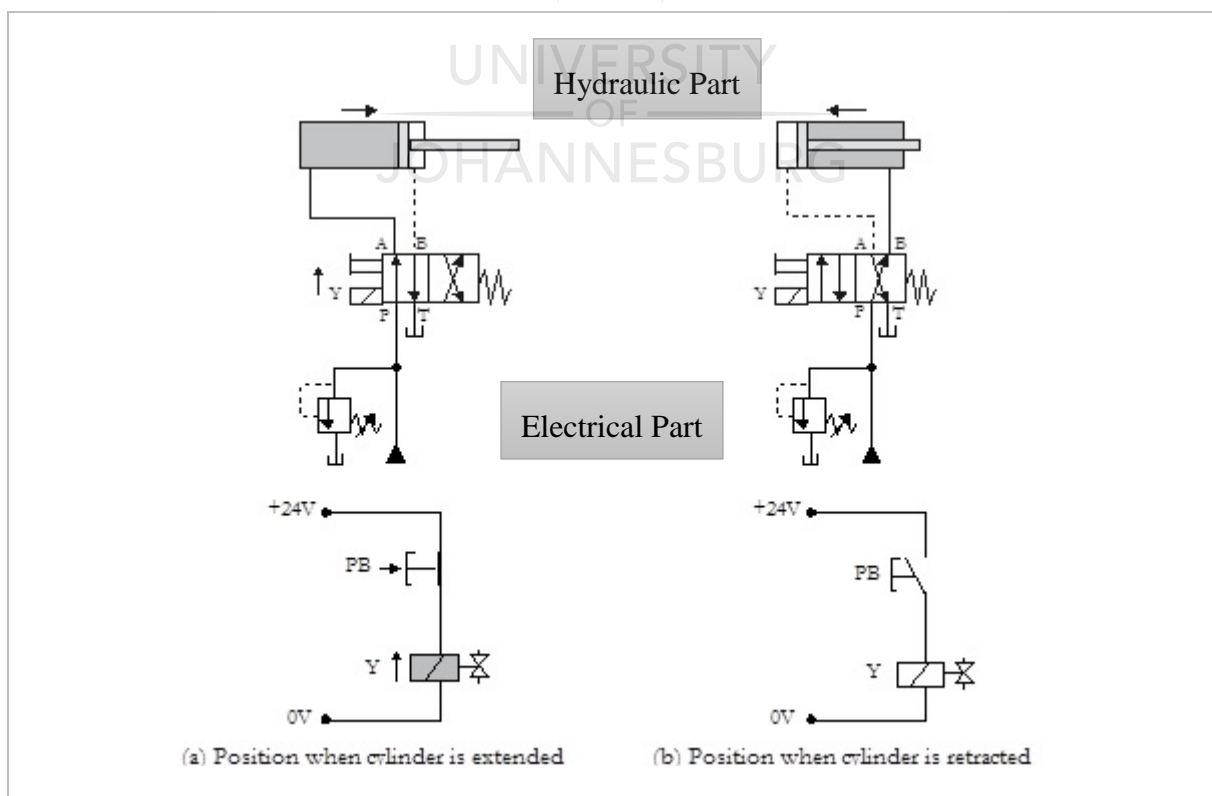 UNIVERSITY
OF
JOHANNESBURG
Hydraulic Part
A B
Y
P T
A B
Y
P T
Electrical Part
+24V
PB
Y
0V
+24V
PB
Y
0V
(a) Position when cylinder is extended
(b) Position when cylinder is retracted